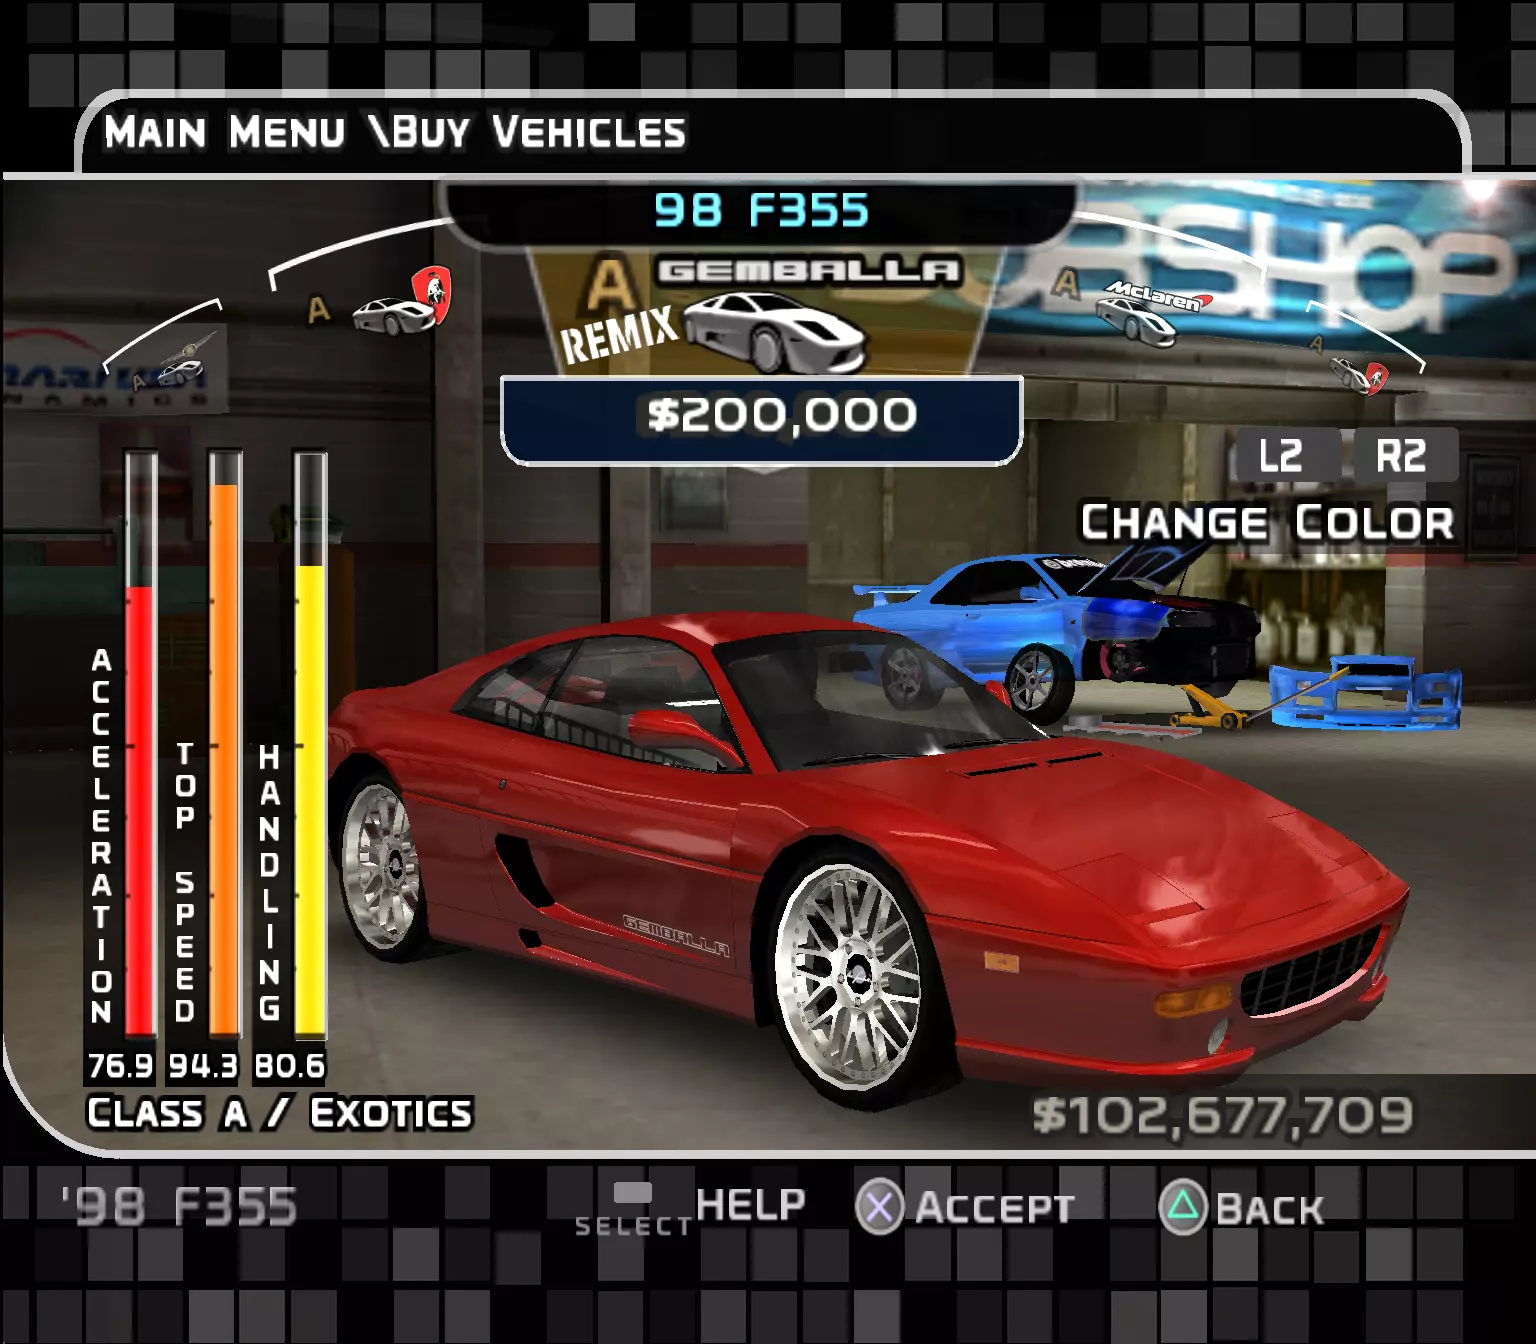 MAIN MENU \BUY VEHICLES
98 F355
A GEMBALLA
REMIX
A
A
McLaren
A
A
$200,000
L2 R2
CHANGE COLOR
ACCELERATION
TOP SPEED
HANDLING
GEMBALLA
76.9 94.3 80.6
CLASS A / EXOTICS
$102,677,709
'98 F355
SELECT HELP
ACCEPT
BACK